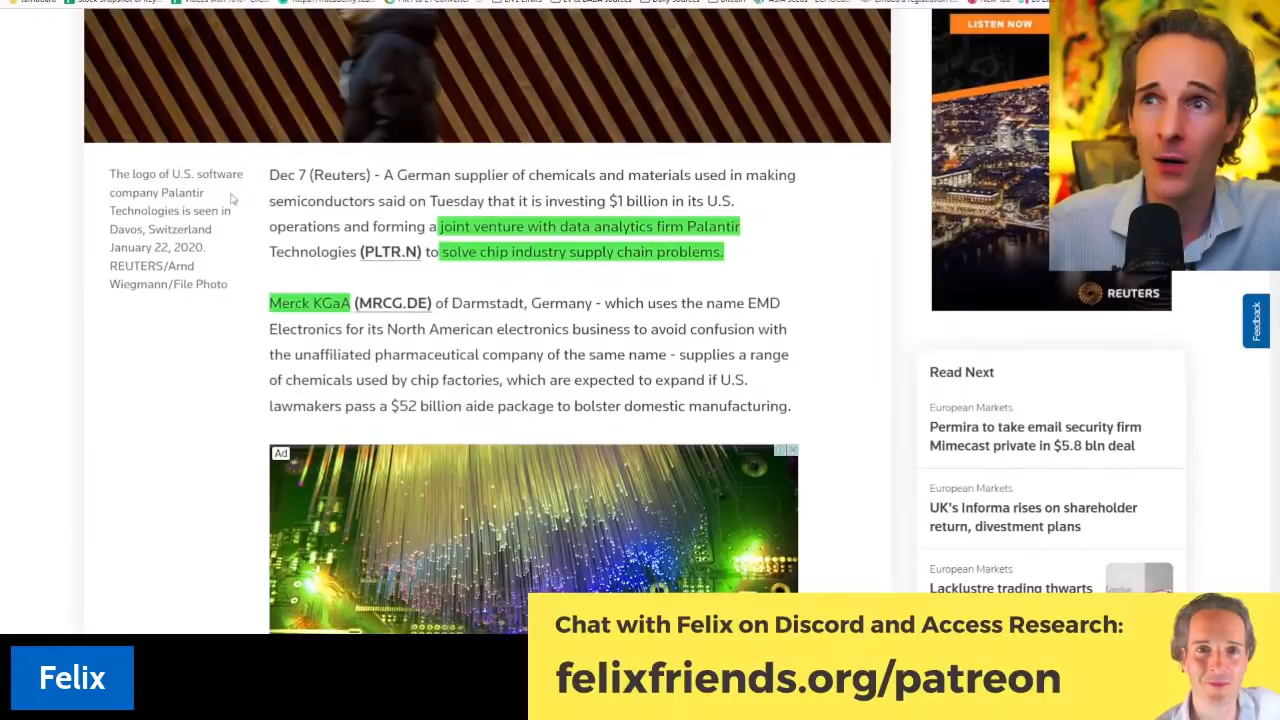 LISTEN NOW
The logo of U.S. software
company Palantir
Technologies is seen in
Davos, Switzerland
January 22, 2020.
REUTERS/Arnd
Wiegmann/File Photo
Dec 7 (Reuters) - A German supplier of chemicals and materials used in making
semiconductors said on Tuesday that it is investing $1 billion in its U.S.
operations and forming a joint venture with data analytics firm Palantir
Technologies (PLTR.N) to solve chip industry supply chain problems.
Merck KGaA (MRCG.DE) of Darmstadt, Germany - which uses the name EMD
Electronics for its North American electronics business to avoid confusion with
the unaffiliated pharmaceutical company of the same name - supplies a range
of chemicals used by chip factories, which are expected to expand if U.S.
lawmakers pass a $52 billion aide package to bolster domestic manufacturing.
Ad
REUTERS
Feedback
Read Next
European Markets
Permira to take email security firm
Mimecast private in $5.8 bln deal
European Markets
UK's Informa rises on shareholder
return, divestment plans
European Markets
Lacklustre trading thwarts
Chat with Felix on Discord and Access Research:
felixfriends.org/patreon
Felix